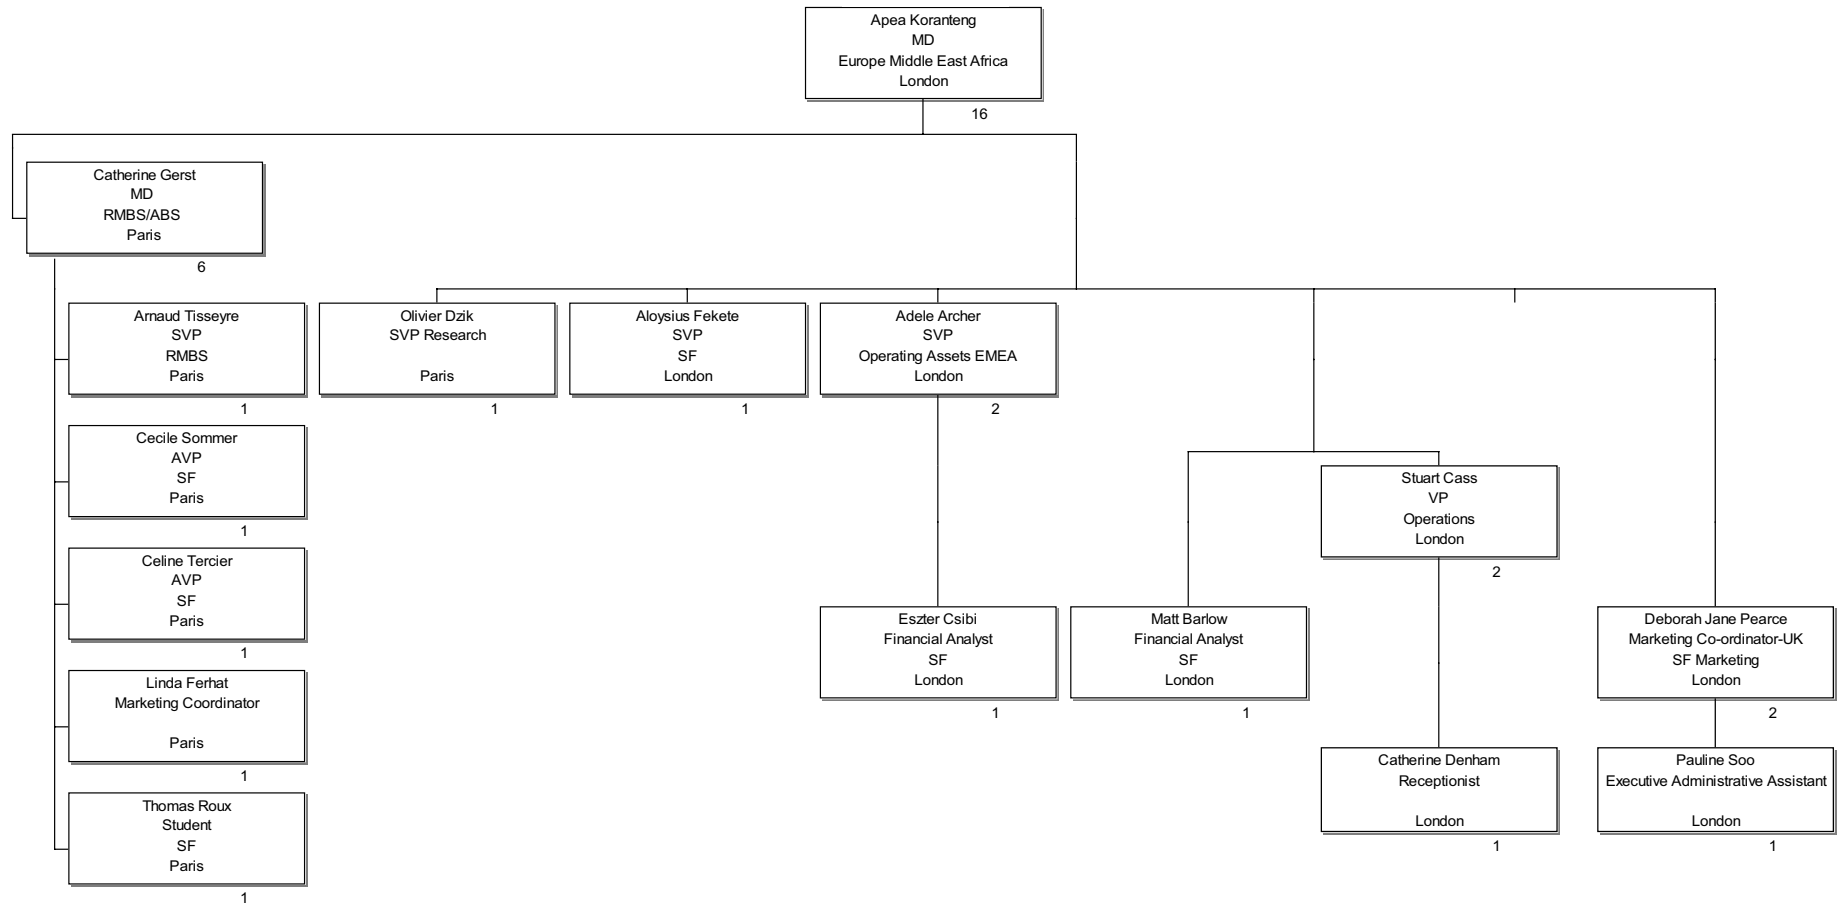 Apea Koranteng
MD
Europe Middle East Africa
London
16
Catherine Gerst
MD
RMBS/ABS
Paris
6
Arnaud Tisseyre
SVP
RMBS
Paris
1
Cecile Sommer
AVP
SF
Paris
1
Celine Tercier
AVP
SF
Paris
1
Linda Ferhat
Marketing Coordinator
Paris
1
Thomas Roux
Student
SF
Paris
1
Olivier Dzik
SVP Research
Paris
1
Aloysius Fekete
SVP
SF
London
1
Adele Archer
SVP
Operating Assets EMEA
London
2
Eszter Csibi
Financial Analyst
SF
London
1
Matt Barlow
Financial Analyst
SF
London
1
Stuart Cass
VP
Operations
London
2
Catherine Denham
Receptionist
London
1
Deborah Jane Pearce
Marketing Co-ordinator-UK
SF Marketing
London
2
Pauline Soo
Executive Administrative Assistant
London
1